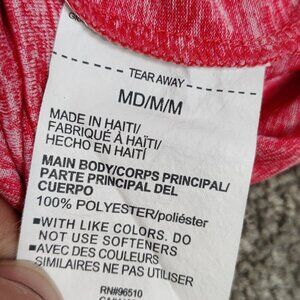 TEAR AWAY
MD/M/M
MADE IN HAITI/
FABRIQUÉ À HAÏTI/
HECHO EN HAITÍ
MAIN BODY/CORPS PRINCIPAL/
PARTE PRINCIPAL DEL
CUERPO
100% POLYESTER/poliéster
■WITH LIKE COLORS. DO
NOT USE SOFTENERS
■AVEC DES COULEURS
SIMILAIRES NE PAS UTILISER
RN#96510